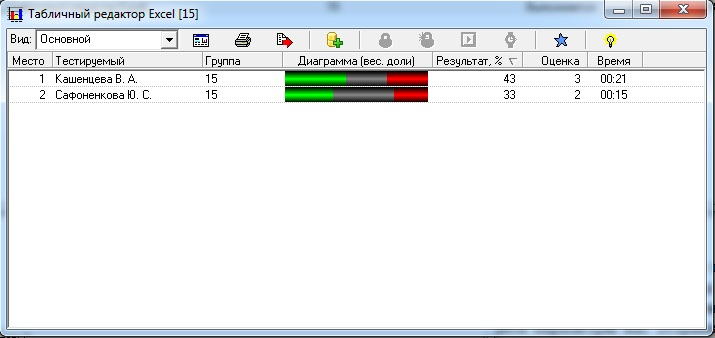 Табличный редактор Excel [15]
Вид: Основной
Место Тестируемый Группа Диаграмма (вес. доли) Результат, % Оценка Время
1 Кашенцева В. А. 15 43 3 00:21
2 Сафоненкова Ю. С. 15 33 2 00:15